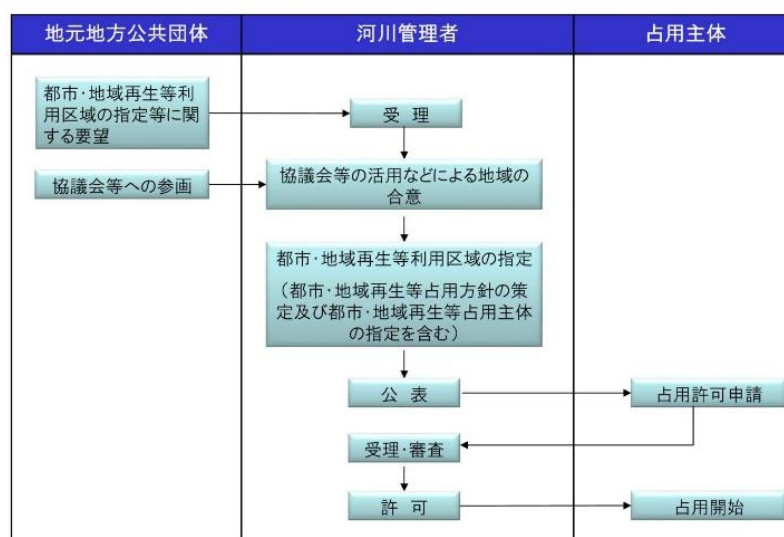 地元地方公共団体
河川管理者
占用主体
都市・地域再生等利
用区域の指定等に関
する要望
受 理
協議会等への参画
協議会等の活用などによる地域の
合意
都市・地域再生等利用区域の指定
（都市・地域再生等占用方針の策
定及び都市・地域再生等占用主体
の指定を含む）
公 表
占用許可申請
受理・審査
許 可
占用開始